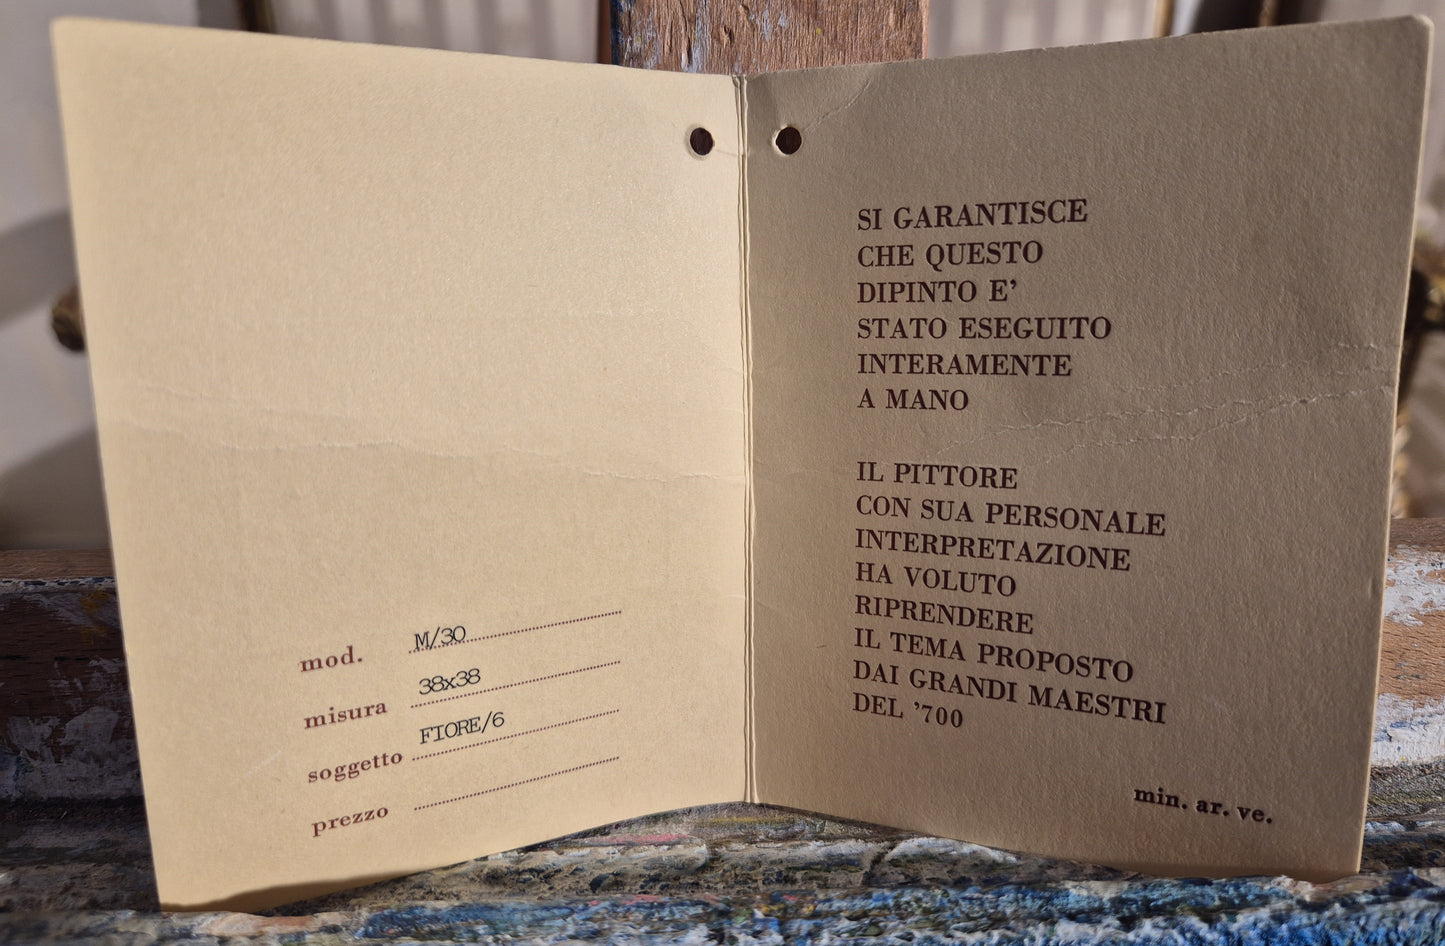 mod. M/30
misura 38x38
soggetto FIORE/6
prezzo
SI GARANTISCE
CHE QUESTO
DIPINTO E'
STATO ESEGUITO
INTERAMENTE
A MANO
IL PITTORE
CON SUA PERSONALE
INTERPRETAZIONE
HA VOLUTO
RIPRENDERE
IL TEMA PROPOSTO
DAI GRANDI MAESTRI
DEL '700
min. ar. ve.